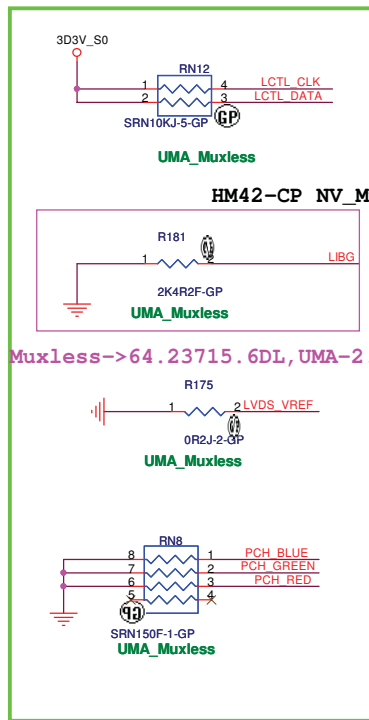 3D3V_S0
RN12
1 4 LCTL_CLK
2 3 LCTL_DATA
GP
SRN10KJ-5-GP
UMA_Muxless
HM42-CP NV_M
R181
1 2 LIBG
2K4R2F-GP
UMA_Muxless
Muxless->64.23715.6DL,UMA-2
R175
1 2 LVDS_VREF
0R2J-2-GP
UMA_Muxless
RN8
8 1 PCH_BLUE
7 2 PCH_GREEN
6 3 PCH_RED
5 4
GP
SRN150F-1-GP
UMA_Muxless